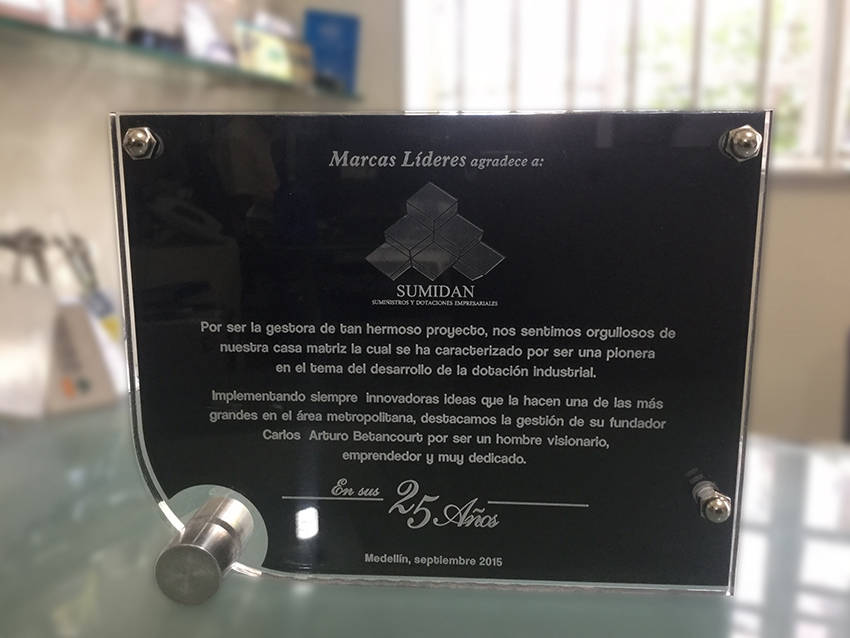 Marcas Líderes agradece a:
SUMIDAN
SUMINISTROS Y DOTACIONES EMPRESARIALES
Por ser la gestora de tan hermoso proyecto, nos sentimos orgullosos de
nuestra casa matriz la cual se ha caracterizado por ser una pionera
en el tema del desarrollo de la dotación industrial.
Implementando siempre innovadoras ideas que la hacen una de las más
grandes en el área metropolitana, destacamos la gestión de su fundador
Carlos Arturo Betancourt por ser un hombre visionario,
emprendedor y muy dedicado.
En sus 25 Años
Medellín, septiembre 2015